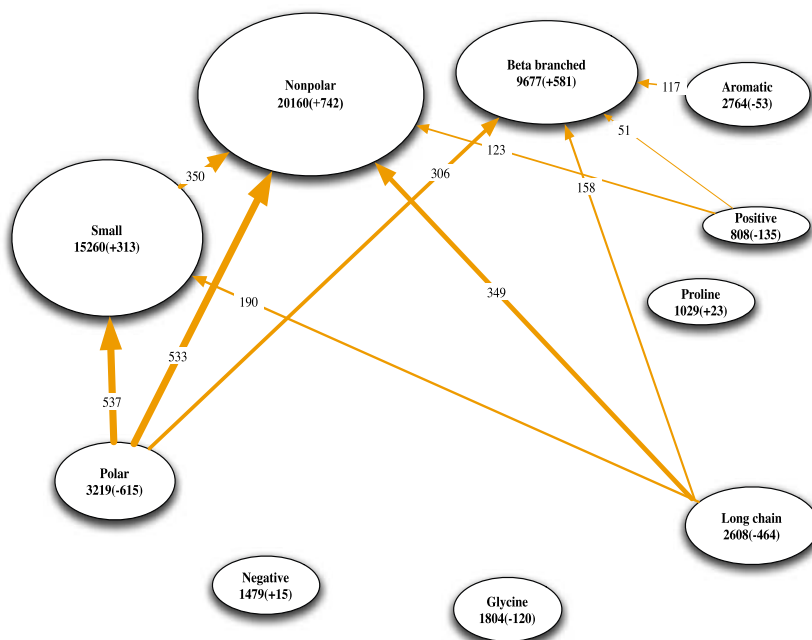 Nonpolar
20160(+742)
Beta branched
9677(+581)
Aromatic
2764(-53)
117
51
123
350
306
158
Small
15260(+313)
Positive
808(-135)
Proline
1029(+23)
190
349
533
537
Polar
3219(-615)
Long chain
2608(-464)
Negative
1479(+15)
Glycine
1804(-120)